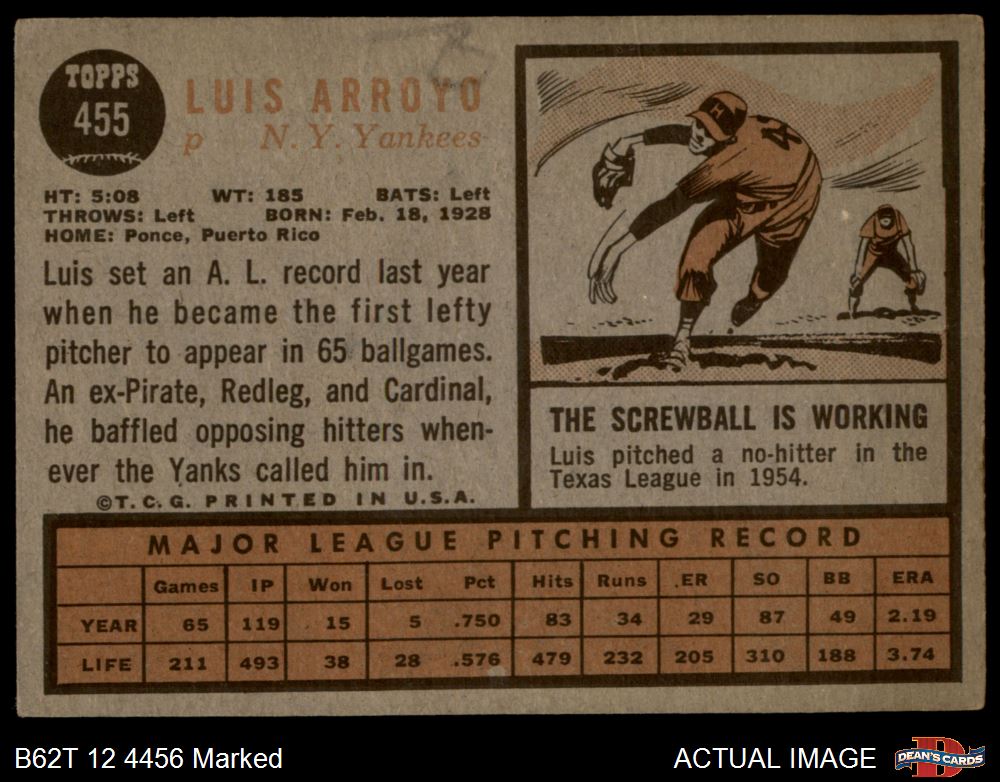 TOPPS
455
LUIS ARROYO
p N. Y. Yankees
HT: 5:08 WT: 185 BATS: Left
THROWS: Left BORN: Feb. 18, 1928
HOME: Ponce, Puerto Rico
Luis set an A. L. record last year
when he became the first lefty
pitcher to appear in 65 ballgames.
An ex-Pirate, Redleg, and Cardinal,
he baffled opposing hitters when-
ever the Yanks called him in.
©T.C.G. PRINTED IN U.S.A.
H
4
THE SCREWBALL IS WORKING
Luis pitched a no-hitter in the
Texas League in 1954.
MAJOR LEAGUE PITCHING RECORD
Games IP Won Lost Pct Hits Runs ER SO BB ERA
YEAR 65 119 15 5 .750 83 34 29 87 49 2.19
LIFE 211 493 38 28 .576 479 232 205 310 188 3.74
B62T 12 4456 Marked
ACTUAL IMAGE
D
DEAN'S CARDS